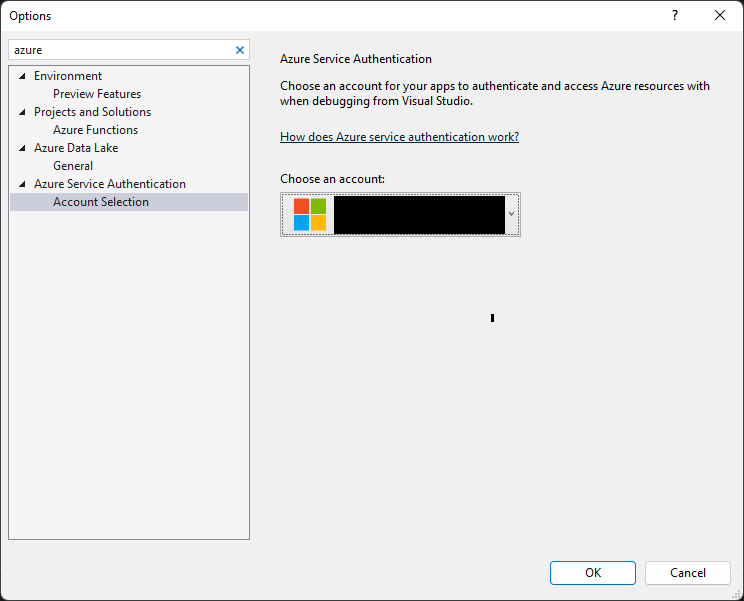 Options
?
azure
Environment
Preview Features
Projects and Solutions
Azure Functions
Azure Data Lake
General
Azure Service Authentication
Account Selection
Azure Service Authentication
Choose an account for your apps to authenticate and access Azure resources with
when debugging from Visual Studio.
How does Azure service authentication work?
Choose an account:
OK
Cancel